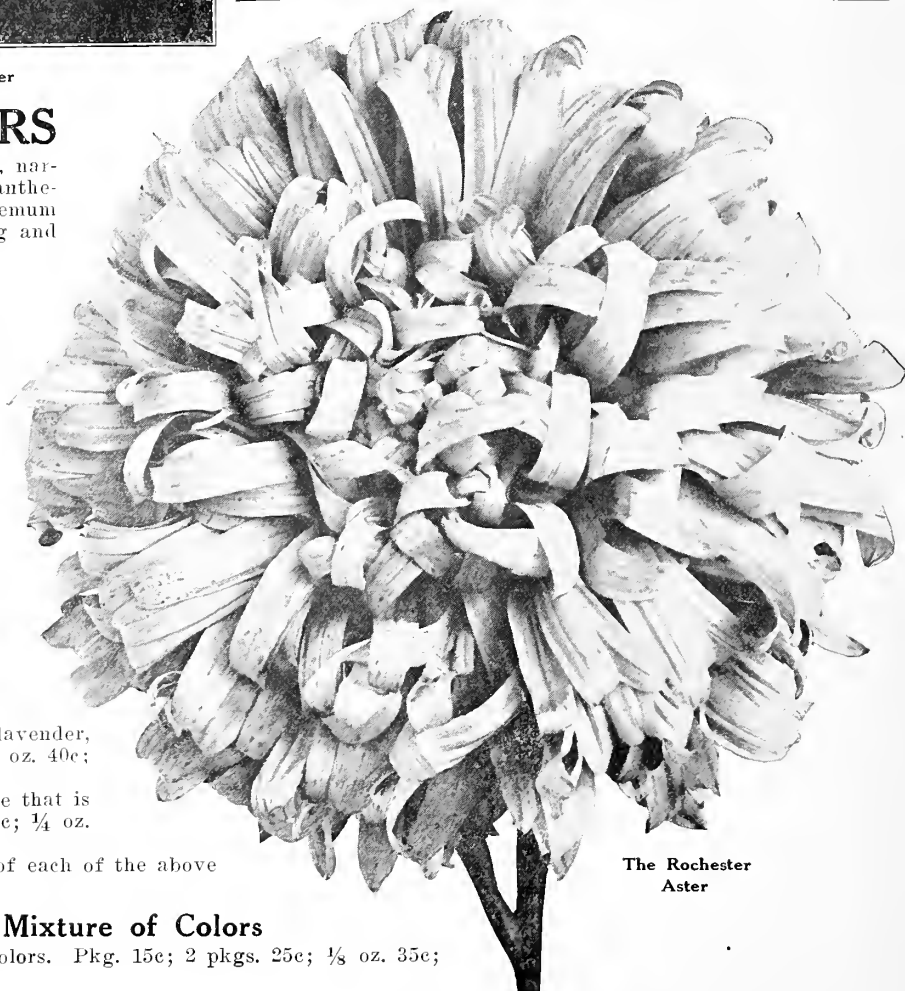 er
RS
, nar-
anthe-
emum
g and
lavender,
oz. 40c;
e that is
c; ¼ oz.
of each of the above
The Rochester
Aster
Mixture of Colors
olors. Pkg. 15c; 2 pkgs. 25c; ⅛ oz. 35c;